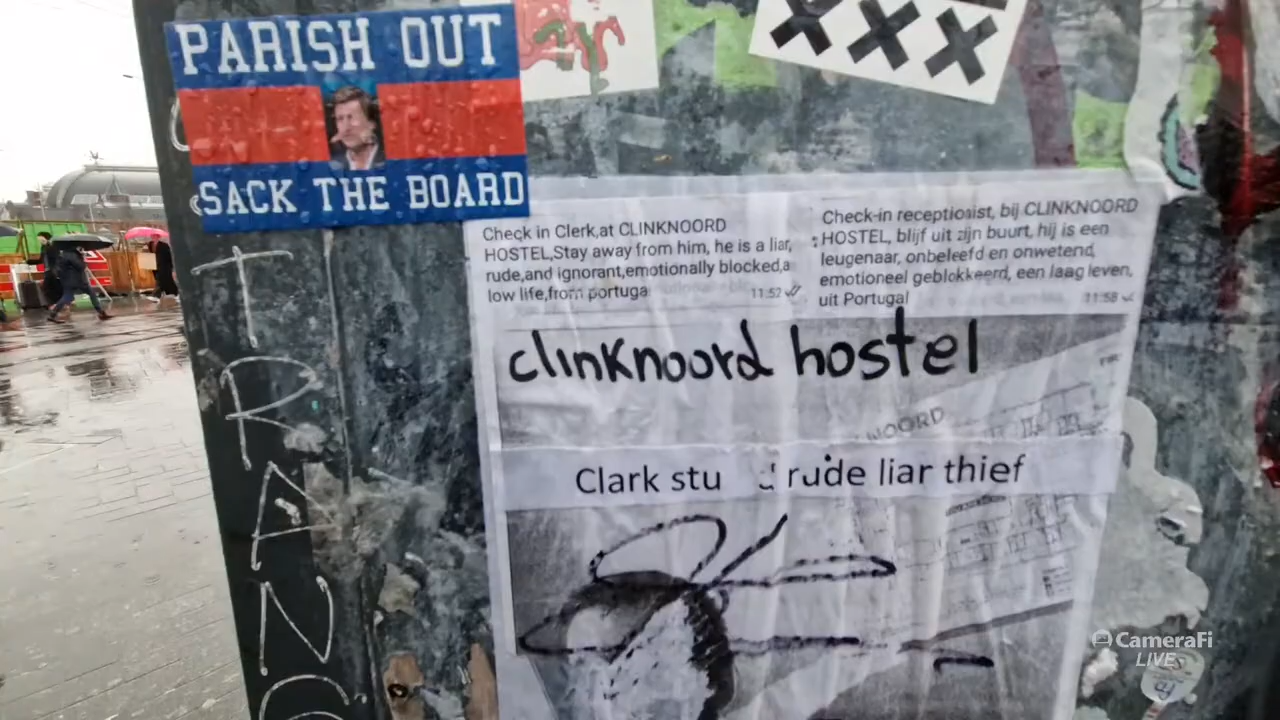 PARISH OUT
SACK THE BOARD
XXX
Check in Clerk,at CLINKNOORD
HOSTEL,Stay away from him, he is a liar,
rude,and ignorant,emotionally blocked,a
low life,from portuga
11:52
Check-in receptionist, bij CLINKNOORD
HOSTEL, blijf uit zijn buurt, hij is een
leugenaar, onbeleefd en onwetend,
emotioneel geblokkeerd, een laag leven,
uit Portugal
11:58
clinknoord hostel
NOORD
Clark stu d rude liar thief
TRANC
CameraFi
LIVE